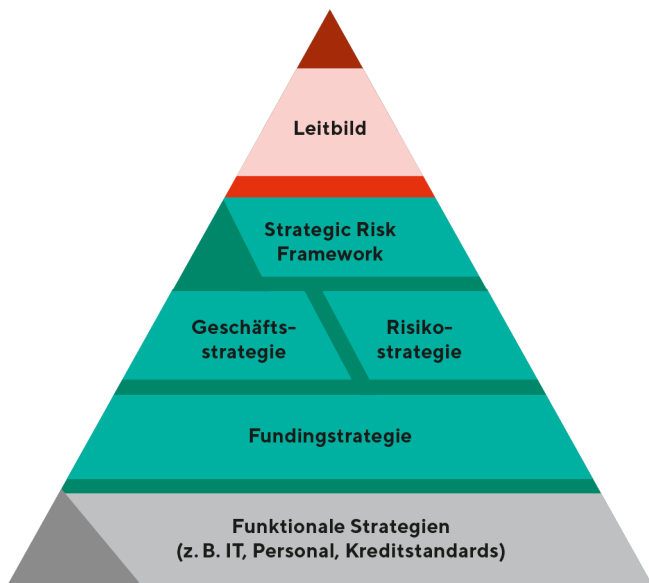 Leitbild
Strategic Risk
Framework
Geschäfts-
strategie
Risiko-
strategie
Fundingstrategie
Funktionale Strategien
(z. B. IT, Personal, Kreditstandards)